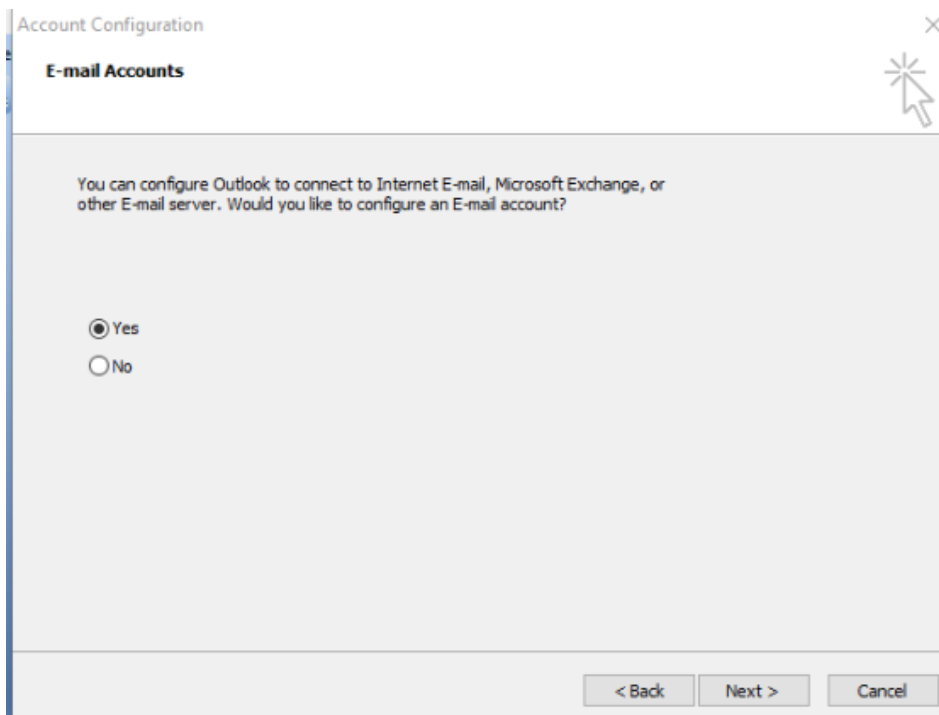 Account Configuration
E-mail Accounts
You can configure Outlook to connect to Internet E-mail, Microsoft Exchange, or
other E-mail server. Would you like to configure an E-mail account?
Yes
No
< Back Next > Cancel